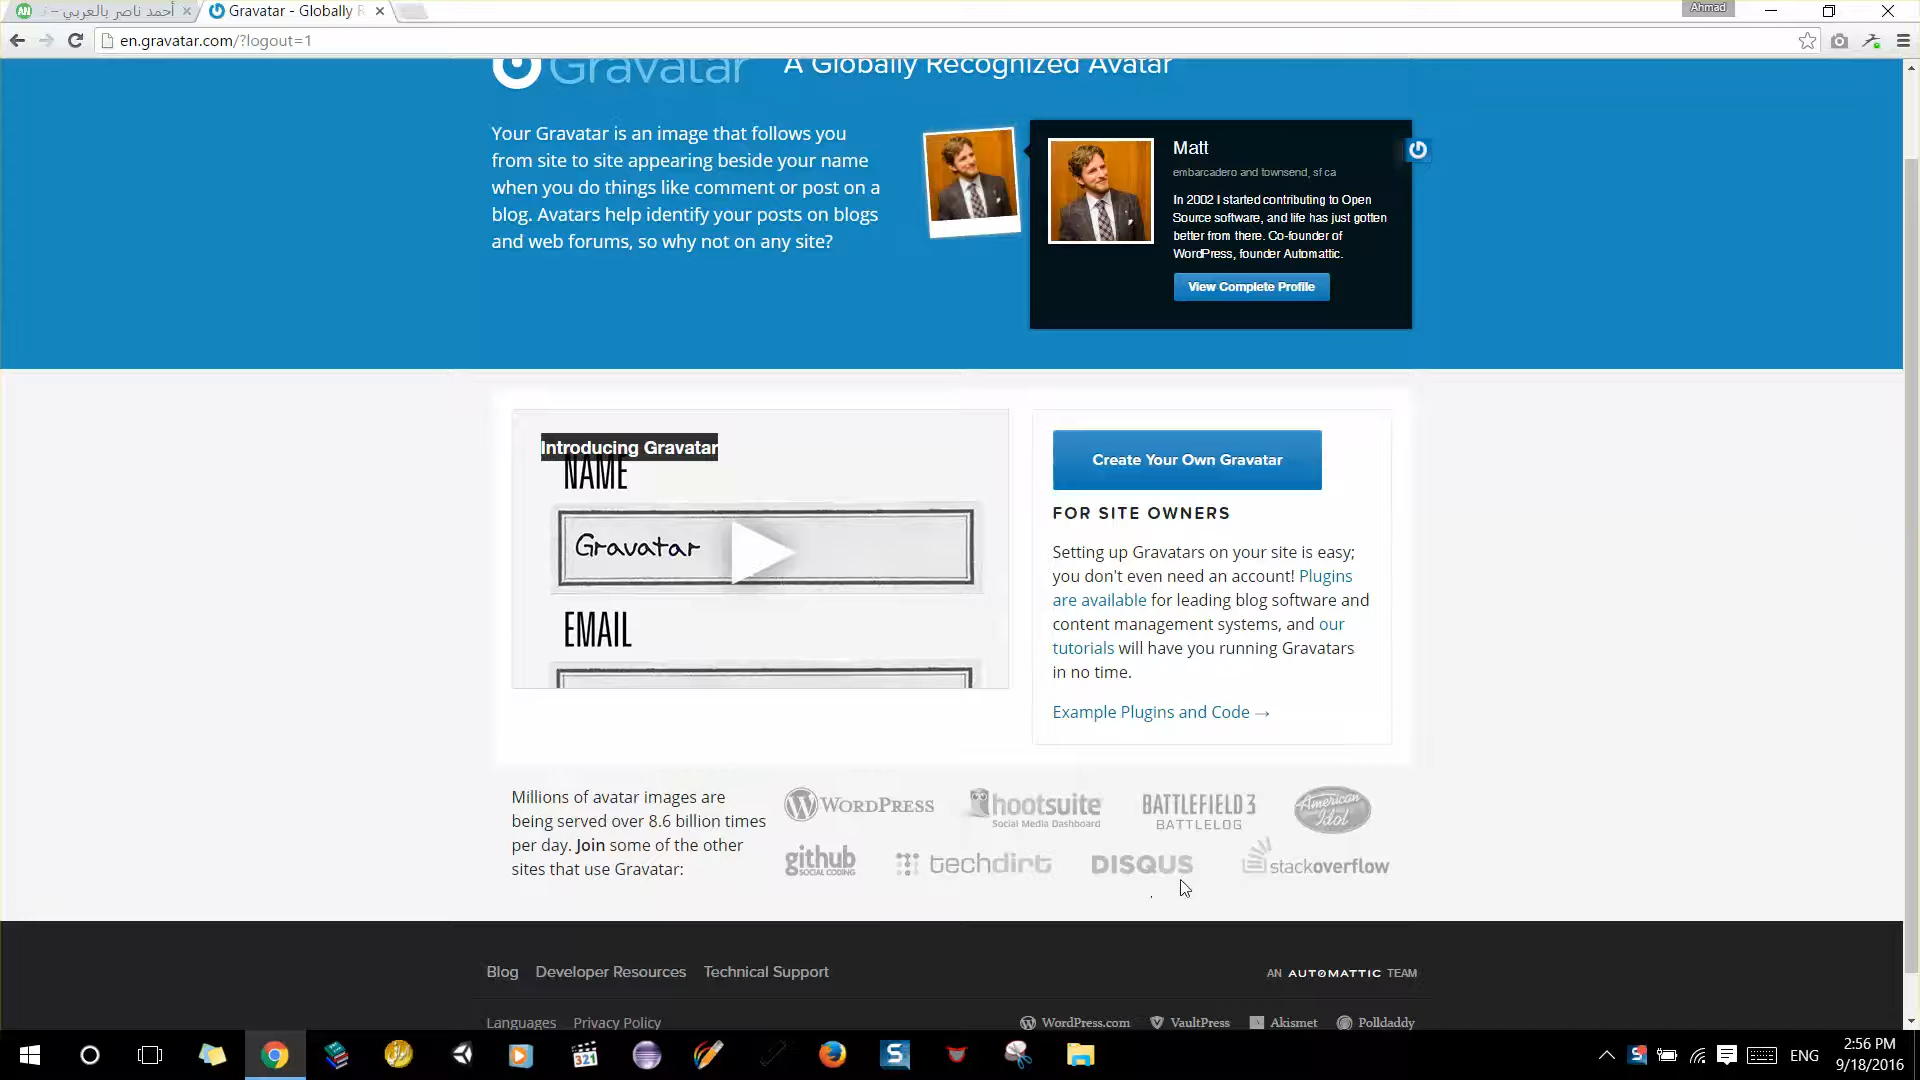 أحمد ناصر بالعربي –
Gravatar - Globally R
Ahmad
en.gravatar.com/?logout=1
Gravatar
A Globally Recognized Avatar
Your Gravatar is an image that follows you
from site to site appearing beside your name
when you do things like comment or post on a
blog. Avatars help identify your posts on blogs
and web forums, so why not on any site?
Matt
embarcadero and townsend, sf ca
In 2002 I started contributing to Open
Source software, and life has just gotten
better from there. Co-founder of
WordPress, founder Automattic.
View Complete Profile
Introducing Gravatar
NAME
Gravatar
EMAIL
Create Your Own Gravatar
FOR SITE OWNERS
Setting up Gravatars on your site is easy;
you don't even need an account! Plugins
are available for leading blog software and
content management systems, and our
tutorials will have you running Gravatars
in no time.
Example Plugins and Code →
Millions of avatar images are
being served over 8.6 billion times
per day. Join some of the other
sites that use Gravatar:
WORDPRESS
hootsuite
Social Media Dashboard
BATTLEFIELD 3
BATTLELOG
American Idol
github
SOCIAL CODING
techdirt
DISQUS
stackoverflow
Blog Developer Resources Technical Support
AN AUTOMATTIC TEAM
Languages Privacy Policy
WordPress.com VaultPress Akismet Polldaddy
321
ENG
2:56 PM
9/18/2016